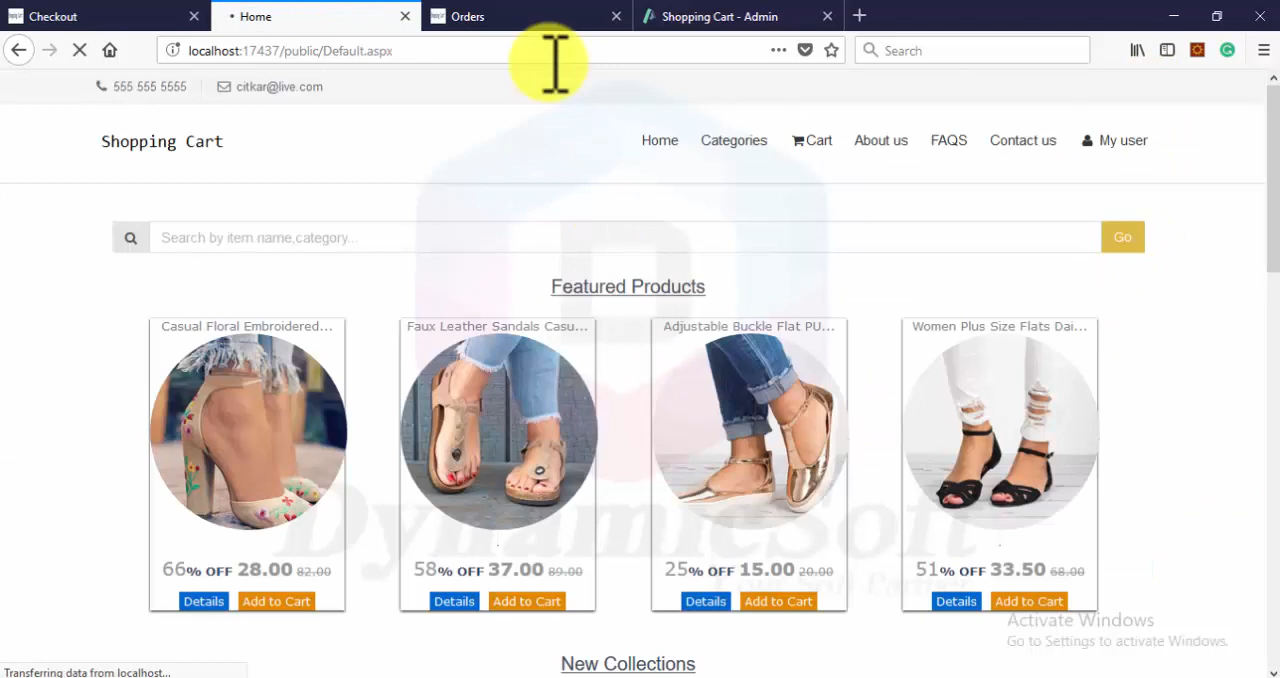 Checkout
Home
Orders
Shopping Cart - Admin
localhost:17437/public/Default.aspx
Search
555 555 5555
citkar@live.com
Shopping Cart
Home
Categories
Cart
About us
FAQS
Contact us
My user
Search by item name,category...
Go
Featured Products
Casual Floral Embroidered...
Faux Leather Sandals Casu...
Adjustable Buckle Flat PU...
Women Plus Size Flats Dai...
66% OFF 28.00 82.00
58% OFF 37.00 89.00
25% OFF 15.00 20.00
51% OFF 33.50 68.00
Details Add to Cart
Details Add to Cart
Details Add to Cart
Details Add to Cart
DynamicSoft
Your Soft Partner
Activate Windows
Go to Settings to activate Windows.
New Collections
Transferring data from localhost...